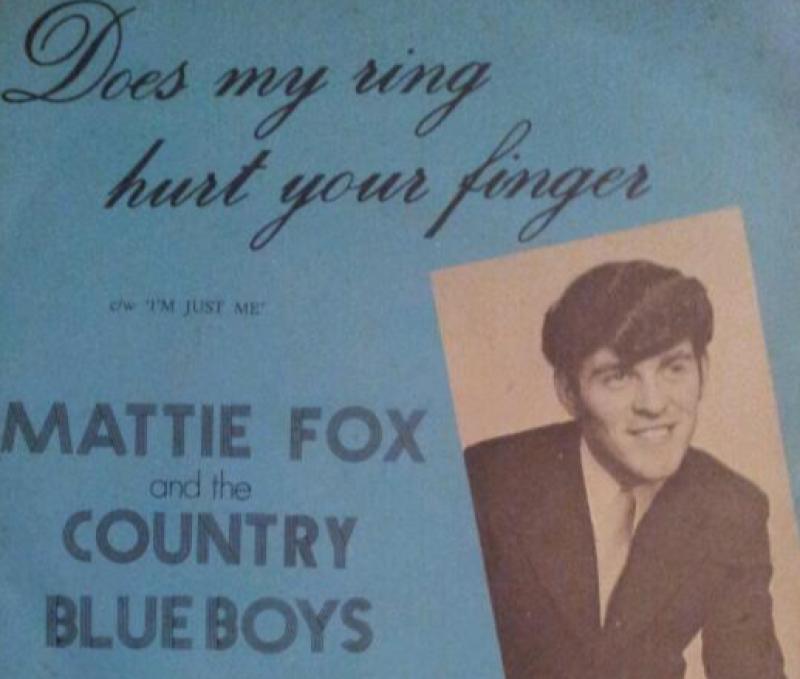 Does my ring
hurt your finger
c/w 'I'M JUST ME'
MATTIE FOX
and the
COUNTRY
BLUE BOYS